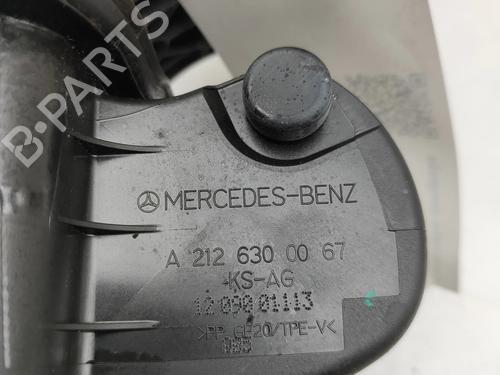 B-PARTS
MERCEDES-BENZ
A 212 630 00 67
KS-AG
12 090 01113
>PP GF20/TPE-V<